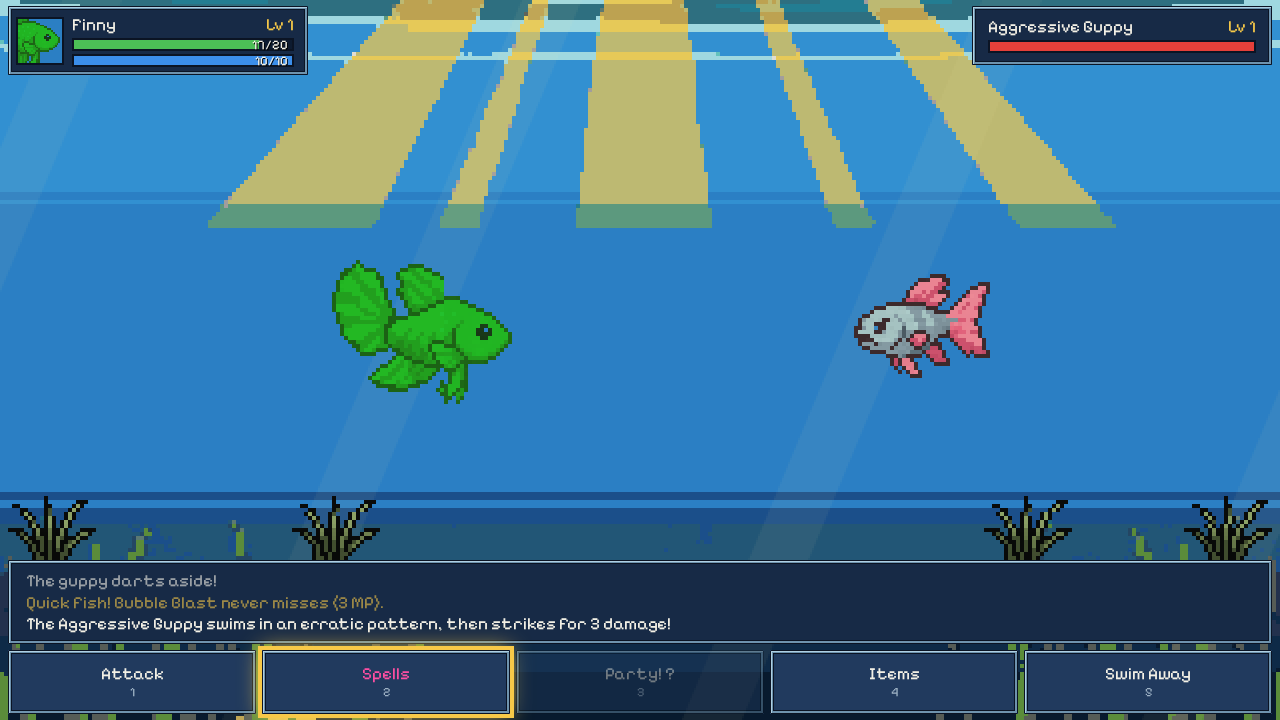 Finny Lv 1
17/20
10/10
Aggressive Guppy Lv 1
The guppy darts aside!
Quick fish! Bubble Blast never misses (3 MP).
The Aggressive Guppy swims in an erratic pattern, then strikes for 3 damage!
Attack
1
Spells
2
Party!?
3
Items
4
Swim Away
5